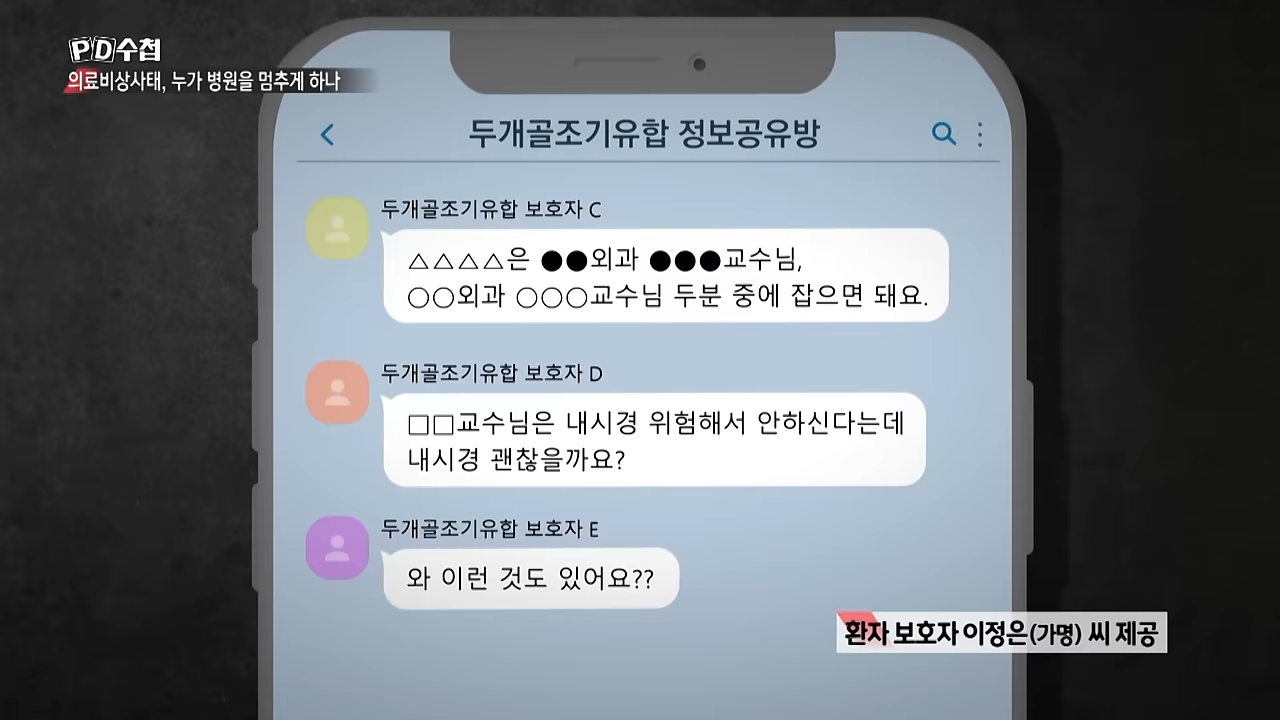 PD수첩
의료비상사태, 누가 병원을 멈추게 하나
두개골조기유합 정보공유방
두개골조기유합 보호자 C
△△△△은 ●●외과 ●●●교수님,
○○외과 ○○○교수님 두분 중에 잡으면 돼요.
두개골조기유합 보호자 D
□□교수님은 내시경 위험해서 안하신다는데
내시경 괜찮을까요?
두개골조기유합 보호자 E
와 이런 것도 있어요??
환자 보호자 이정은(가명) 씨 제공